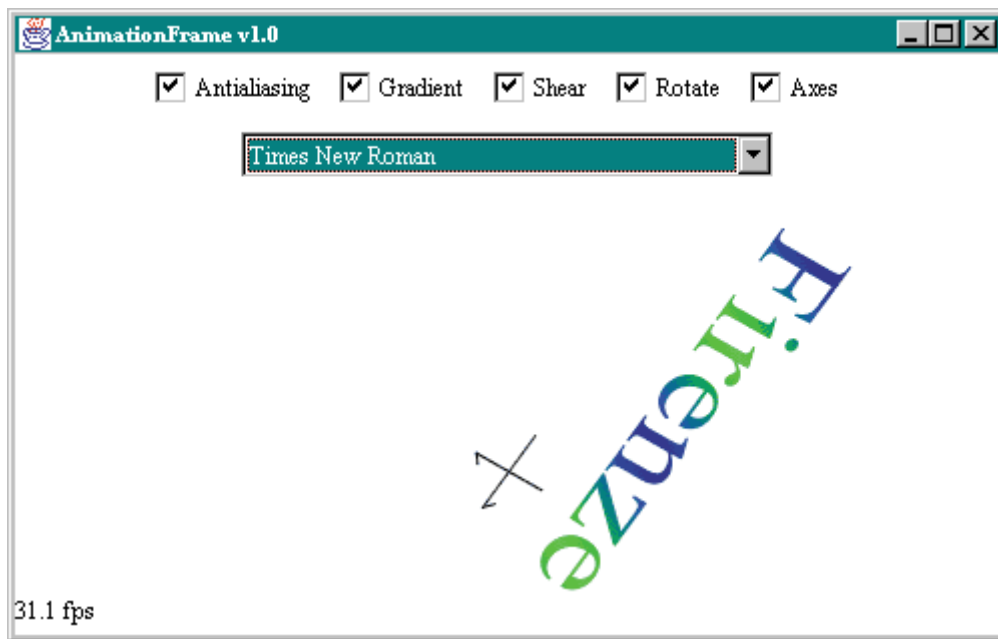 AnimationFrame v1.0
Antialiasing Gradient Shear Rotate Axes
Times New Roman
Firenze
31.1 fps